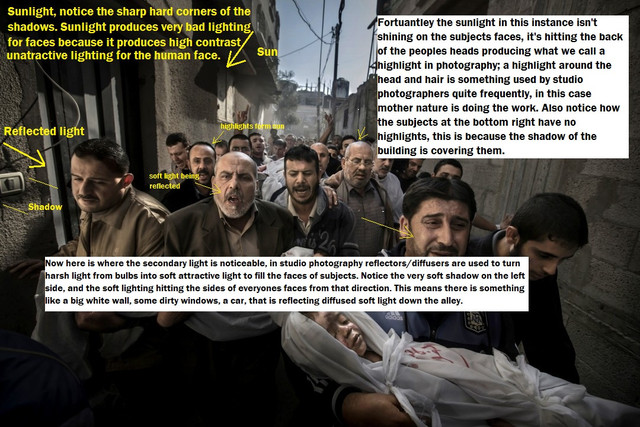 Sunlight, notice the sharp hard corners of the
shadows. Sunlight produces very bad lighting
for faces because it produces high contrast
unatractive lighting for the human face.
Sun
Fortuantley the sunlight in this instance isn't
shining on the subjects faces, it's hitting the back
of the peoples heads producing what we call a
highlight in photography; a highlight around the
head and hair is something used by studio
photographers quite frequently, in this case
mother nature is doing the work. Also notice how
the subjects at the bottom right have no
highlights, this is because the shadow of the
building is covering them.
Reflected light
highlights form sun
soft light being
reflected
Shadow
Now here is where the secondary light is noticeable, in studio photography reflectors/diffusers are used to turn
harsh light from bulbs into soft attractive light to fill the faces of subjects. Notice the very soft shadow on the left
side, and the soft lighting hitting the sides of everyones faces from that direction. This means there is something
like a big white wall, some dirty windows, a car, that is reflecting diffused soft light down the alley.